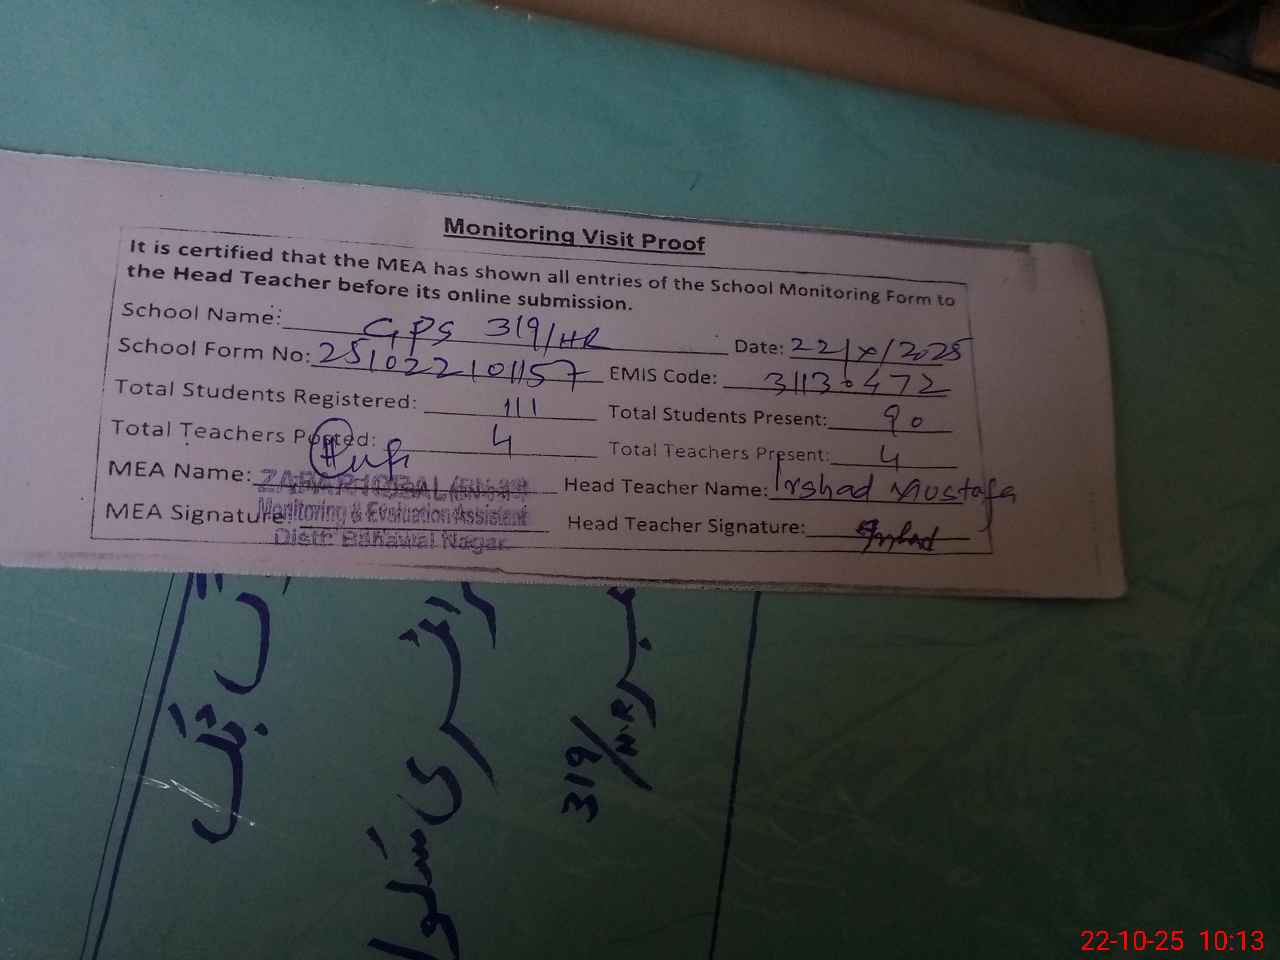 Monitoring Visit Proof
It is certified that the MEA has shown all entries of the School Monitoring Form to
the Head Teacher before its online submission.
School Name: GPS 319/HR Date: 22/x/2025
School Form No: 251022101157 EMIS Code: 31130472
Total Students Registered: 111 Total Students Present: 90
Total Teachers Posted: 4 Total Teachers Present: 4
MEA Name: ZAFAR IQBAL Head Teacher Name: Irshad Mustafa
MEA Signature: Monitoring & Evaluation Assistant Head Teacher Signature: Irshad
Distt: Bahawal Nagar
319/H.R
22-10-25 10:13